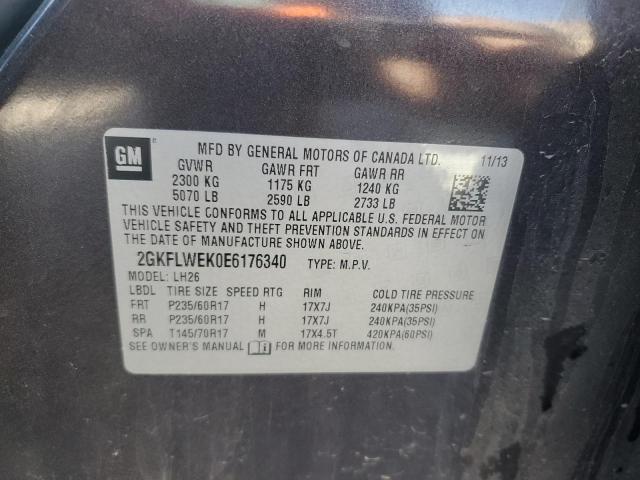 GM
MFD BY GENERAL MOTORS OF CANADA LTD. 11/13
GVWR GAWR FRT GAWR RR
2300 KG 1175 KG 1240 KG
5070 LB 2590 LB 2733 LB
THIS VEHICLE CONFORMS TO ALL APPLICABLE U.S. FEDERAL MOTOR
VEHICLE SAFETY AND THEFT PREVENTION STANDARDS IN EFFECT ON
THE DATE OF MANUFACTURE SHOWN ABOVE.
2GKFLWEK0E6176340 TYPE: M.P.V.
MODEL: LH26
LBDL TIRE SIZE SPEED RTG RIM COLD TIRE PRESSURE
FRT P235/60R17 H 17X7J 240KPA(35PSI)
RR P235/60R17 H 17X7J 240KPA(35PSI)
SPA T145/70R17 M 17X4.5T 420KPA(60PSI)
SEE OWNER'S MANUAL FOR MORE INFORMATION.